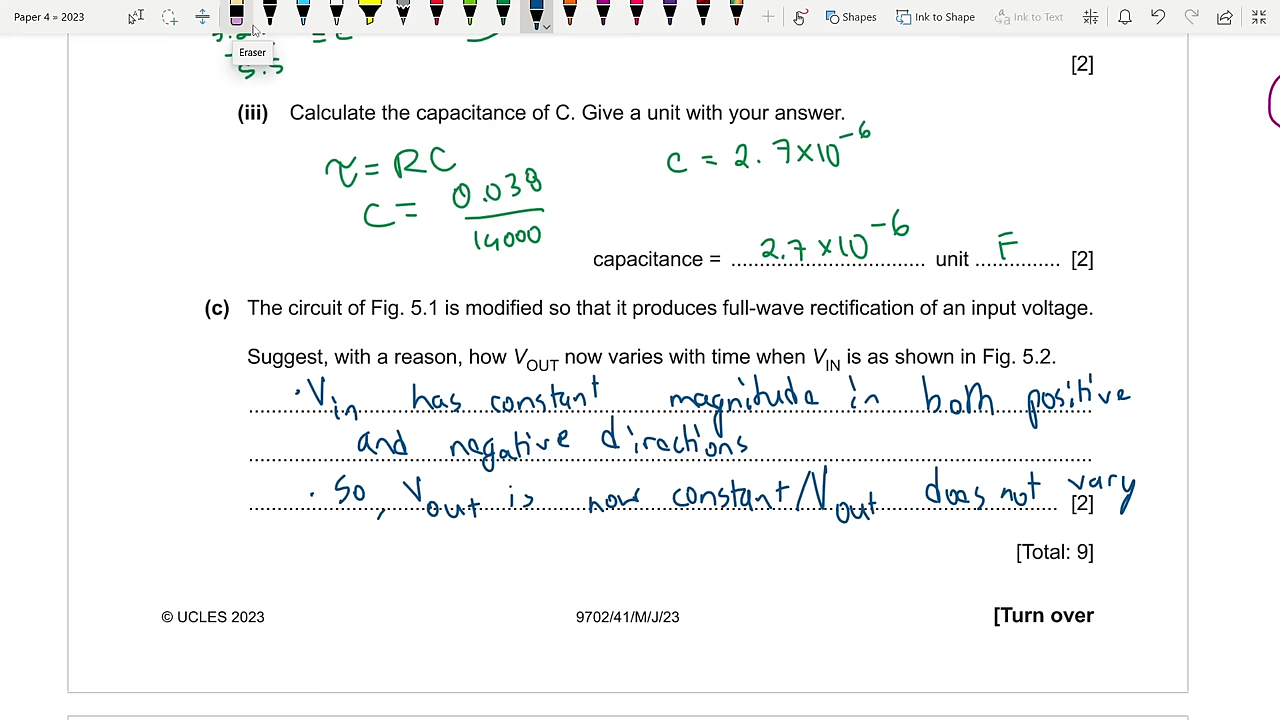 Paper 4 » 2023
Shapes
Ink to Shape
Ink to Text
Eraser
5.5
[2]
(iii) Calculate the capacitance of C. Give a unit with your answer.
τ = RC
C = 0.038
14000
C = 2.7×10⁻⁶
capacitance = 2.7×10⁻⁶ unit F [2]
(c) The circuit of Fig. 5.1 is modified so that it produces full-wave rectification of an input voltage.
Suggest, with a reason, how VOUT now varies with time when VIN is as shown in Fig. 5.2.
· Vin has constant magnitude in both positive
and negative directions
· So, Vout is now constant/Vout does not vary
[2]
[Total: 9]
© UCLES 2023
9702/41/M/J/23
[Turn over